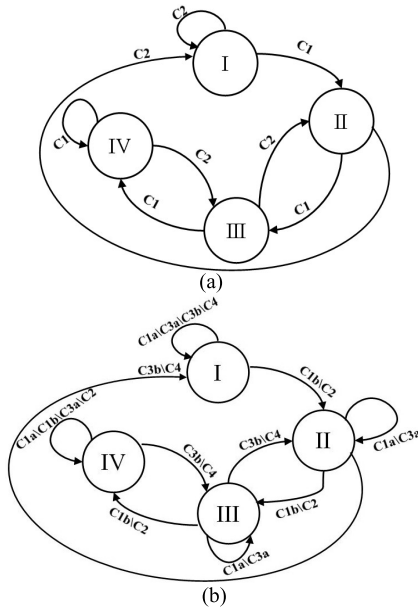 C2
I
C2
C1
II
C1
IV
C2
C2
C1
III
C1
(a)
C1a\C3a\C3b\C4
I
C3b\C4
C1b\C2
C1a\C1b\C3a\C2
II
C1a\C3a
IV
C3b\C4
C3b\C4
C1b\C2
III
C1b\C2
C1a\C3a
(b)